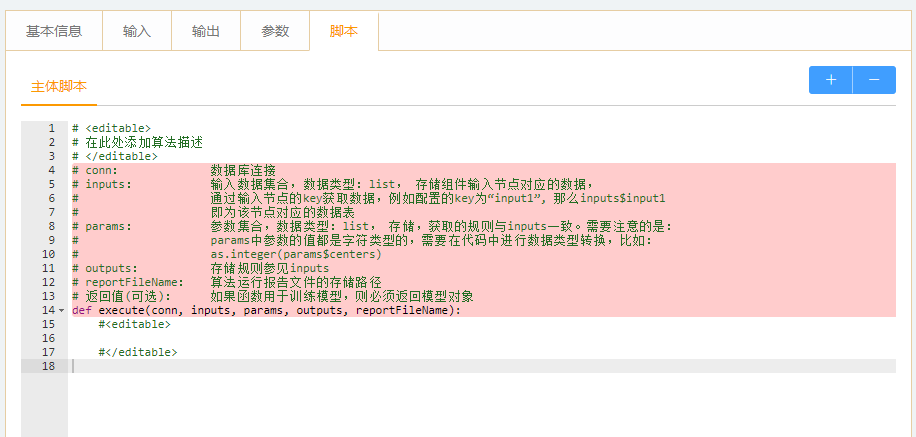 基本信息 输入 输出 参数 脚本
主体脚本 + −
1 # <editable>
2 # 在此处添加算法描述
3 # </editable>
4 # conn: 数据库连接
5 # inputs: 输入数据集合，数据类型：list， 存储组件输入节点对应的数据，
6 # 通过输入节点的key获取数据，例如配置的key为“input1”，那么inputs$input1
7 # 即为该节点对应的数据表
8 # params: 参数集合，数据类型：list， 存储，获取的规则与inputs一致。需要注意的是：
9 # params中参数的值都是字符类型的，需要在代码中进行数据类型转换，比如：
10 # as.integer(params$centers)
11 # outputs: 存储规则参见inputs
12 # reportFileName: 算法运行报告文件的存储路径
13 # 返回值(可选): 如果函数用于训练模型，则必须返回模型对象
14 def execute(conn, inputs, params, outputs, reportFileName):
15 #<editable>
16
17 #</editable>
18